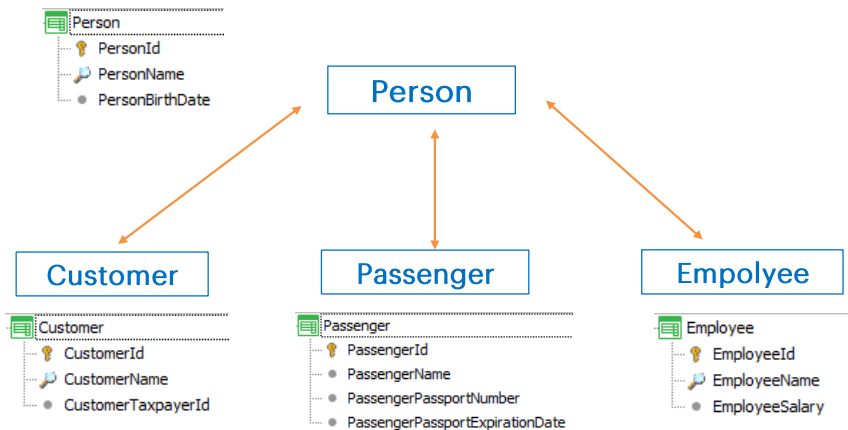 Person
PersonId
PersonName
PersonBirthDate
Person
Customer
Passenger
Empolyee
Customer
CustomerId
CustomerName
CustomerTaxpayerId
Passenger
PassengerId
PassengerName
PassengerPassportNumber
PassengerPassportExpirationDate
Employee
EmployeeId
EmployeeName
EmployeeSalary